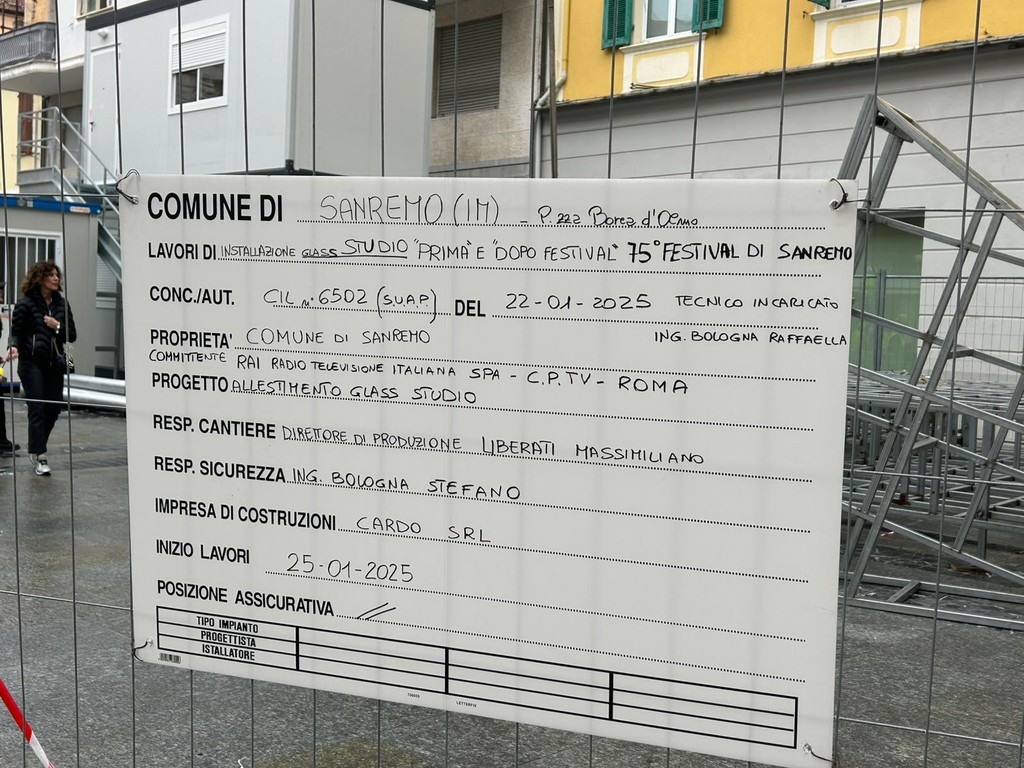 COMUNE DI SANREMO (IM) - P.zza Borea d'Olmo
LAVORI DI INSTALLAZIONE GLASS STUDIO "PRIMA" E "DOPO FESTIVAL" 75° FESTIVAL DI SANREMO
CONC./AUT. CIL n° 6502 (S.U.A.P.) DEL 22-01-2025 TECNICO INCARICATO
ING. BOLOGNA RAFFAELLA
PROPRIETA' COMUNE DI SANREMO
COMMITTENTE RAI RADIO TELEVISIONE ITALIANA SPA - C.P.TV - ROMA
PROGETTO ALLESTIMENTO GLASS STUDIO
RESP. CANTIERE DIRETTORE DI PRODUZIONE LIBERATI MASSIMILIANO
RESP. SICUREZZA ING. BOLOGNA STEFANO
IMPRESA DI COSTRUZIONI CARDO SRL
INIZIO LAVORI 25-01-2025
POSIZIONE ASSICURATIVA //
TIPO IMPIANTO
PROGETTISTA
ISTALLATORE